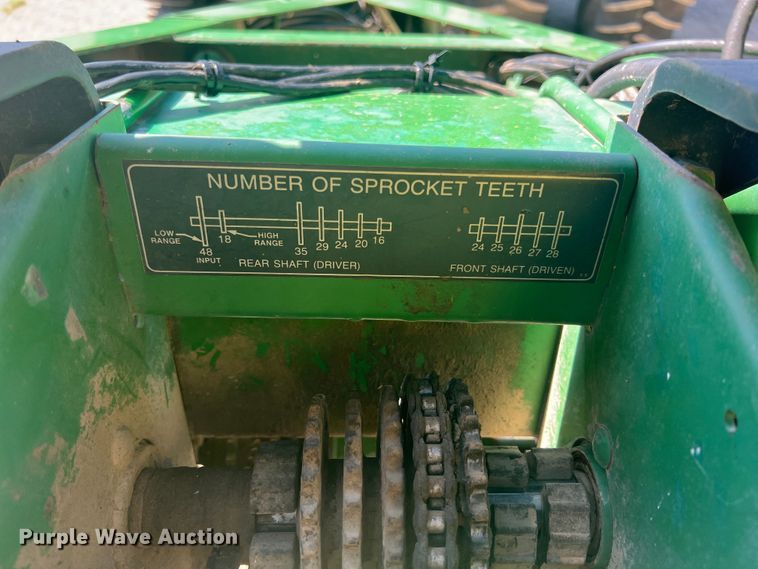 NUMBER OF SPROCKET TEETH
LOW RANGE
18
HIGH RANGE
48
INPUT
35 29 24 20 16
REAR SHAFT (DRIVER)
24 25 26 27 28
FRONT SHAFT (DRIVEN)
Purple Wave Auction